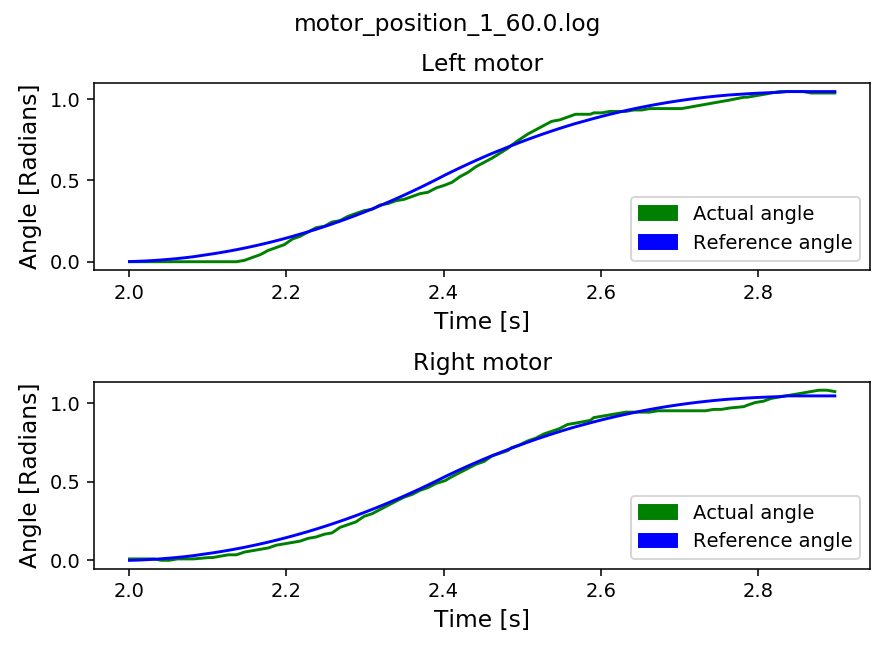 motor_position_1_60.0.log
Left motor
Angle [Radians]
1.0
0.5
0.0
Actual angle
Reference angle
2.0 2.2 2.4 2.6 2.8
Time [s]
Right motor
Angle [Radians]
1.0
0.5
0.0
Actual angle
Reference angle
2.0 2.2 2.4 2.6 2.8
Time [s]